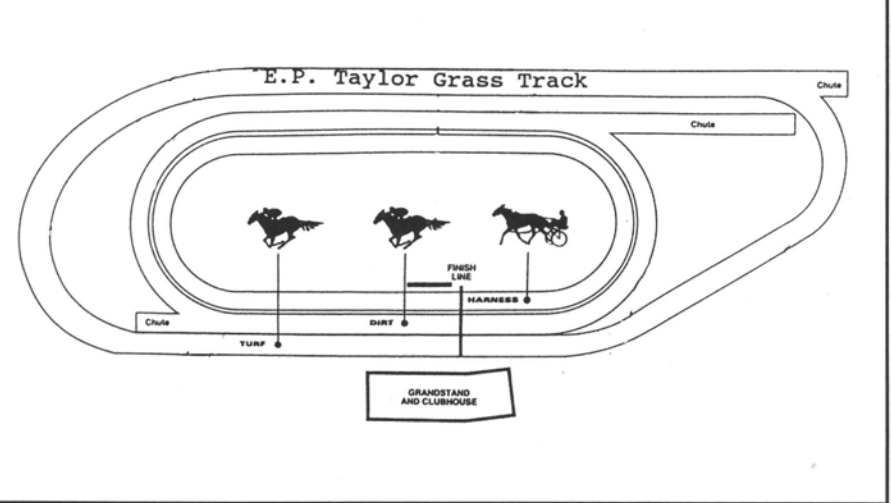 E.P. Taylor Grass Track
Chute
Chute
FINISH
LINE
HARNESS
Chute
DIRT
TURF
GRANDSTAND
AND CLUBHOUSE